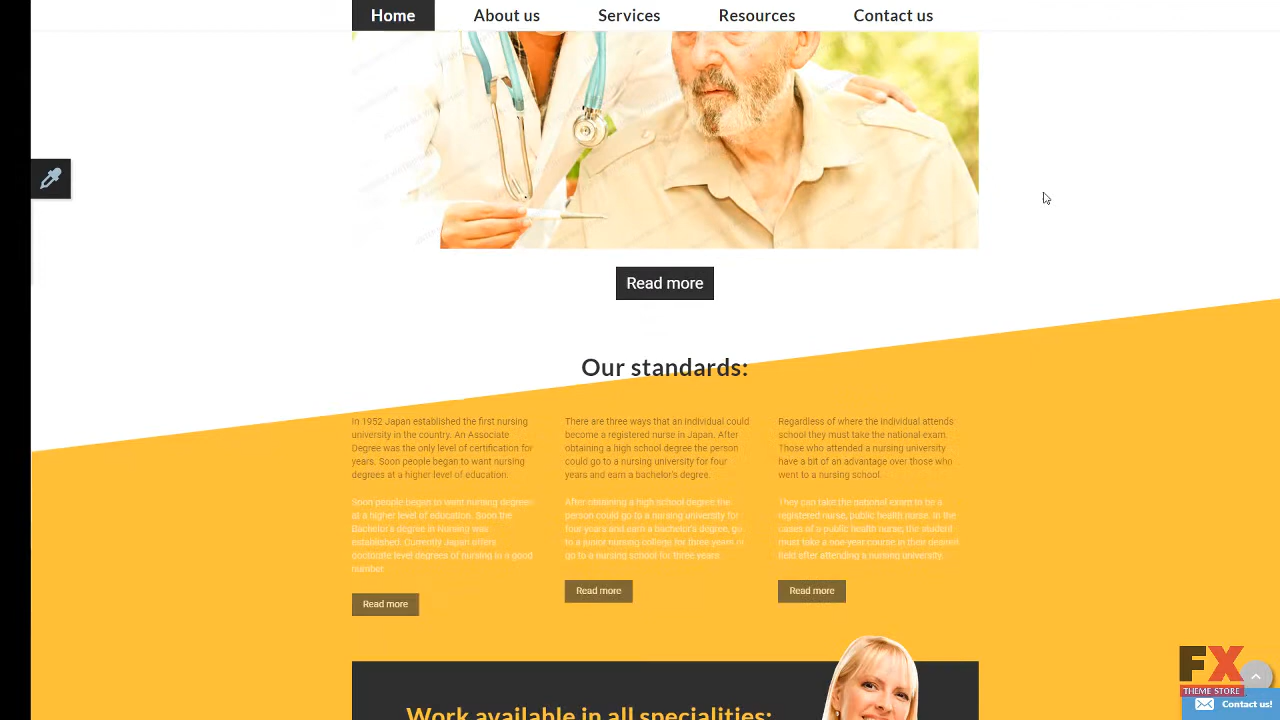 Home About us Services Resources Contact us
Read more
Our standards:
In 1952 Japan established the first nursing
university in the country. An Associate
Degree was the only level of certification for
years. Soon people began to want nursing
degrees at a higher level of education.
Soon people began to want nursing degrees
at a higher level of education. Soon the
Bachelor's degree in Nursing was
established. Currently Japan offers
doctorate level degrees of nursing in a good
number.
Read more
There are three ways that an individual could
become a registered nurse in Japan. After
obtaining a high school degree the person
could go to a nursing university for four
years and earn a bachelor's degree.
After obtaining a high school degree the
person could go to a nursing university for
four years and earn a bachelor's degree, go
to a junior nursing college for three years or
go to a nursing school for three years
Read more
Regardless of where the individual attends
school they must take the national exam.
Those who attended a nursing university
have a bit of an advantage over those who
went to a nursing school.
They can take the national exam to be a
registered nurse, public health nurse. In the
cases of a public health nurse, the student
must take a one-year course in their desired
field after attending a nursing university.
Read more
Work available in all specialities:
FX
THEME STORE
Contact us!